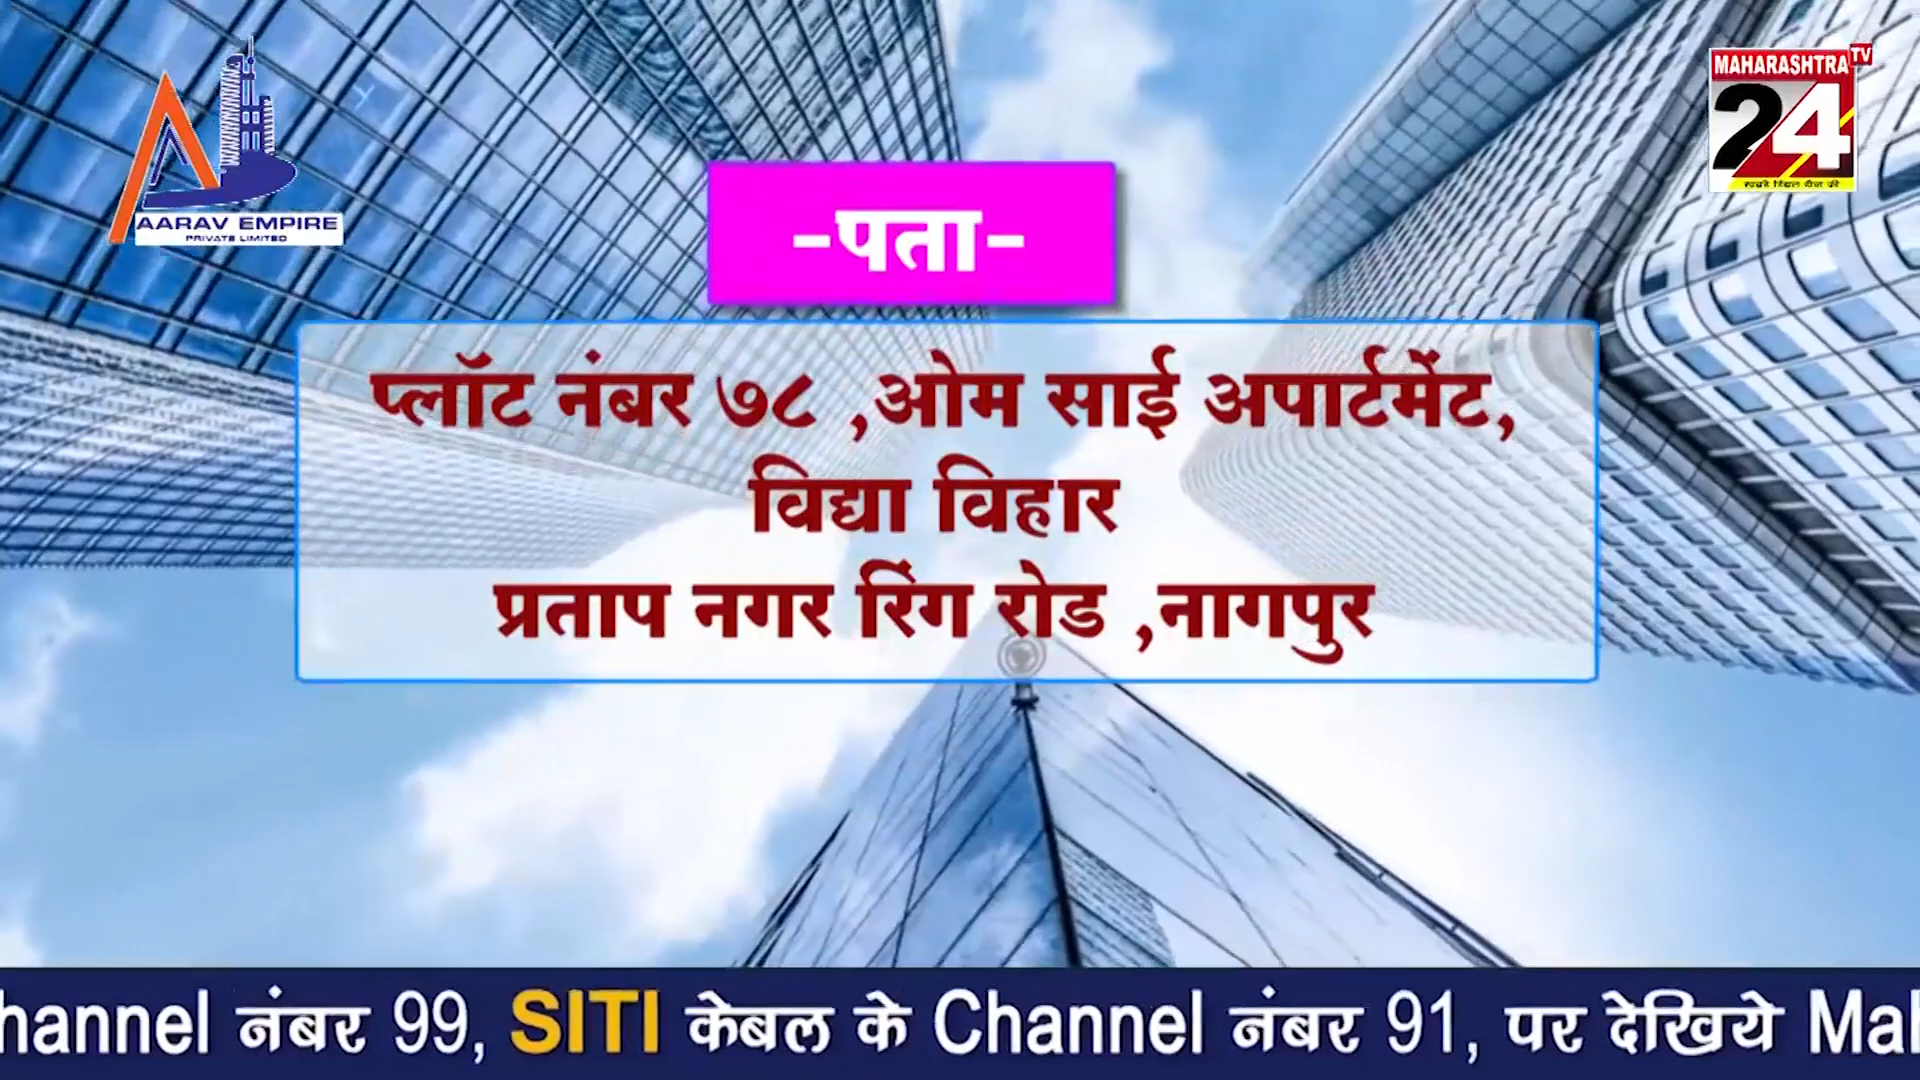 AARAV EMPIRE
PRIVATE LIMITED
MAHARASHTRA TV
24
-पता-
प्लॉट नंबर ७८ ,ओम साई अपार्टमेंट,
विद्या विहार
प्रताप नगर रिंग रोड ,नागपुर
hannel नंबर 99, SITI केबल के Channel नंबर 91, पर देखिये Mah